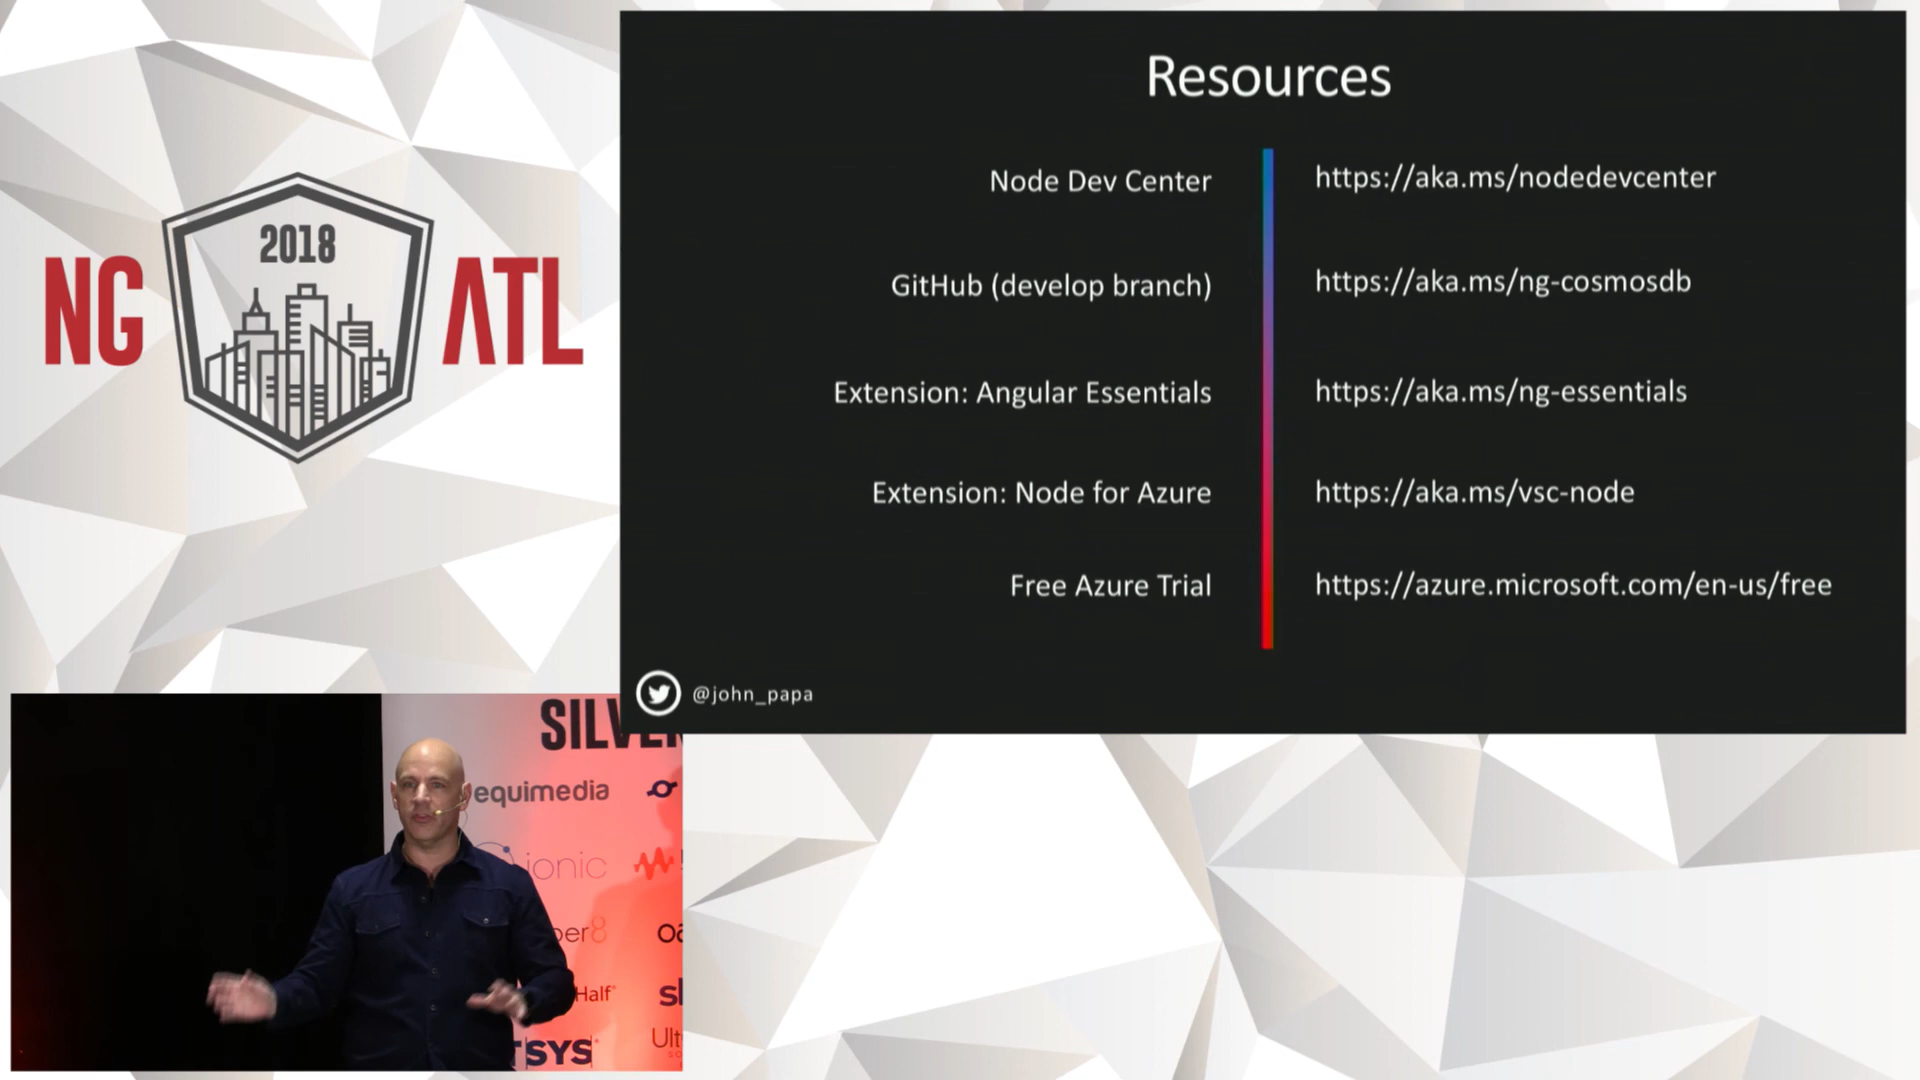 NG
2018
ATL
Resources
Node Dev Center
https://aka.ms/nodedevcenter
GitHub (develop branch)
https://aka.ms/ng-cosmosdb
Extension: Angular Essentials
https://aka.ms/ng-essentials
Extension: Node for Azure
https://aka.ms/vsc-node
Free Azure Trial
https://azure.microsoft.com/en-us/free
@john_papa
equimedia
ionic
Half